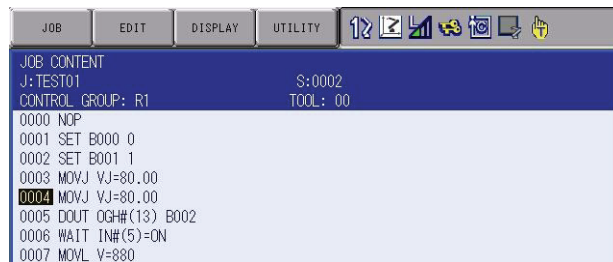 JOB EDIT DISPLAY UTILITY
JOB CONTENT
J:TEST01 S:0002
CONTROL GROUP: R1 TOOL: 00
0000 NOP
0001 SET B000 0
0002 SET B001 1
0003 MOVJ VJ=80.00
0004 MOVJ VJ=80.00
0005 DOUT OGH#(13) B002
0006 WAIT IN#(5)=ON
0007 MOVL V=880